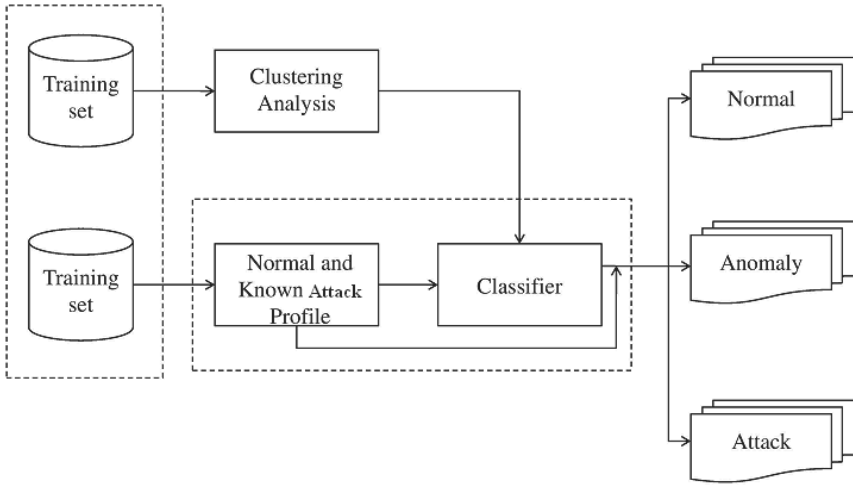 Training
set
Clustering
Analysis
Normal
Training
set
Normal and
Known Attack
Profile
Classifier
Anomaly
Attack